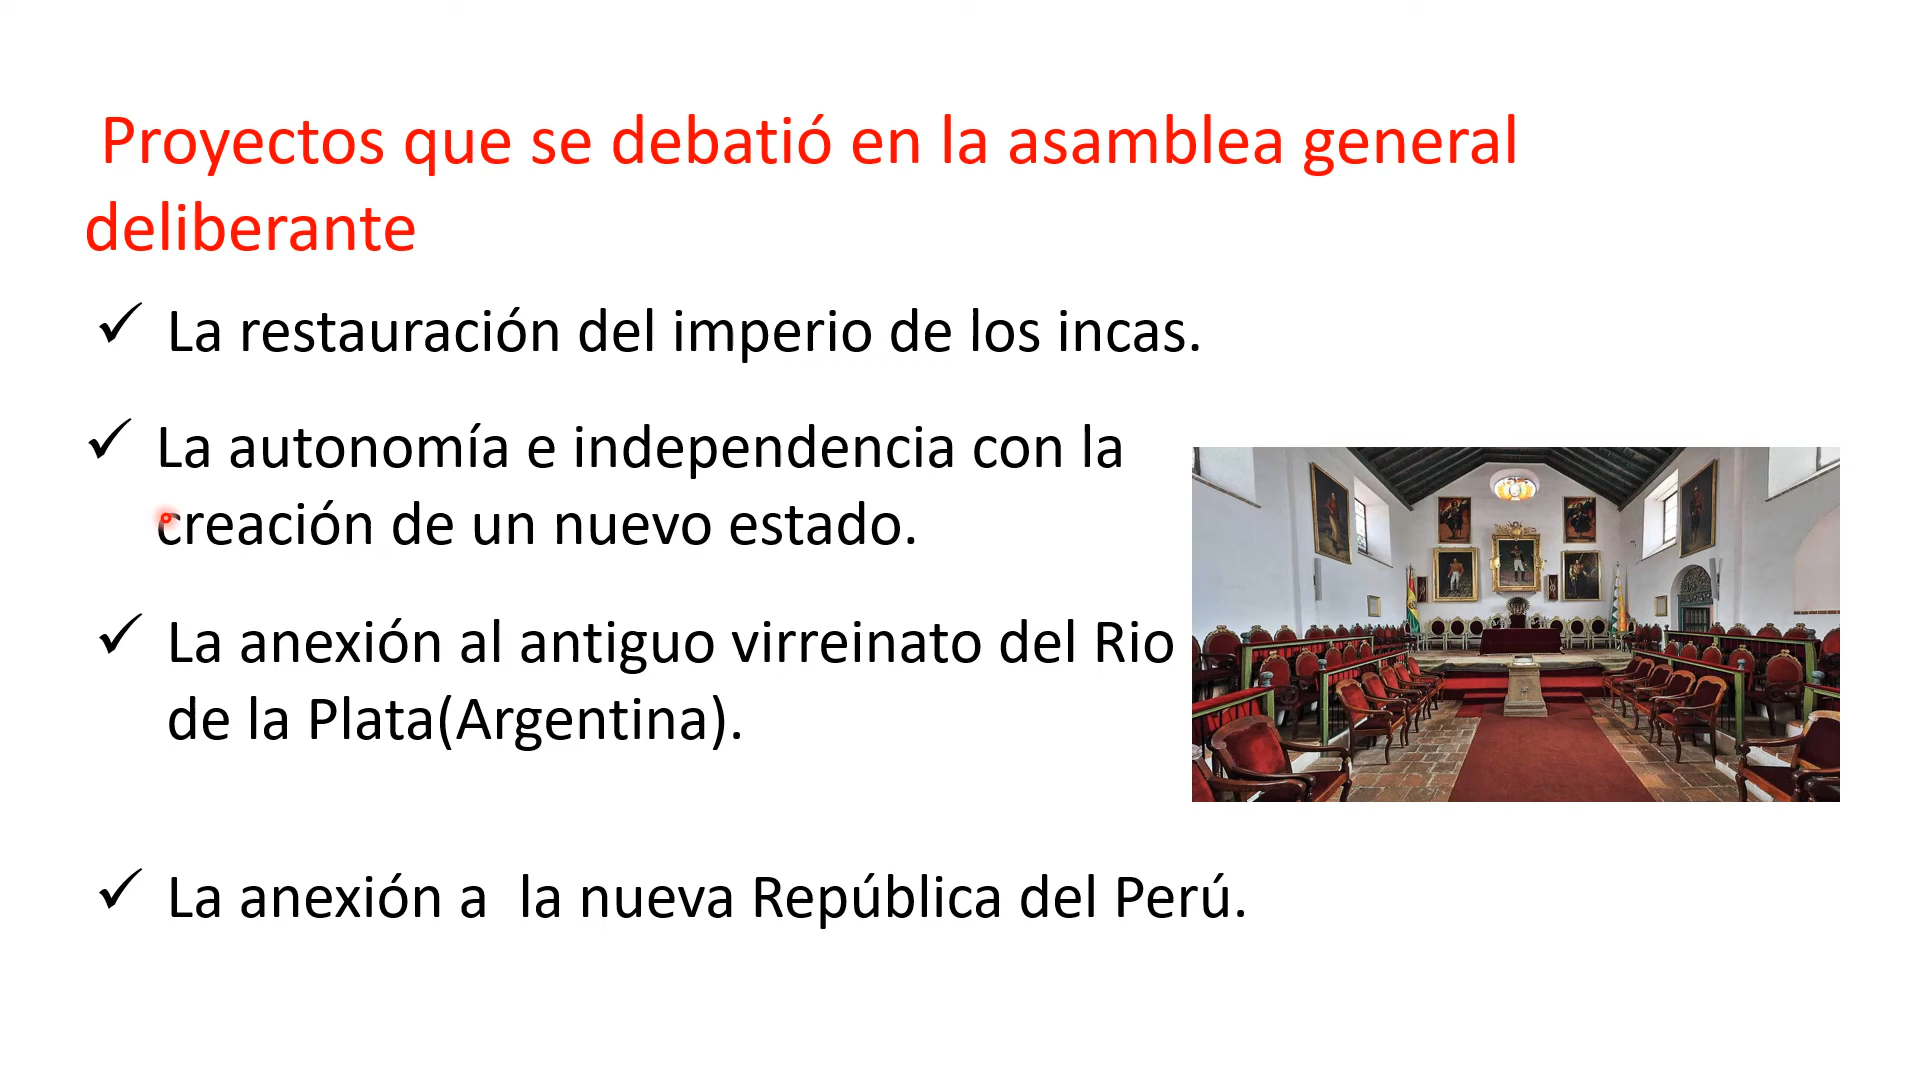 Proyectos que se debatió en la asamblea general
deliberante
✓ La restauración del imperio de los incas.
✓ La autonomía e independencia con la
creación de un nuevo estado.
✓ La anexión al antiguo virreinato del Rio
de la Plata(Argentina).
✓ La anexión a  la nueva República del Perú.